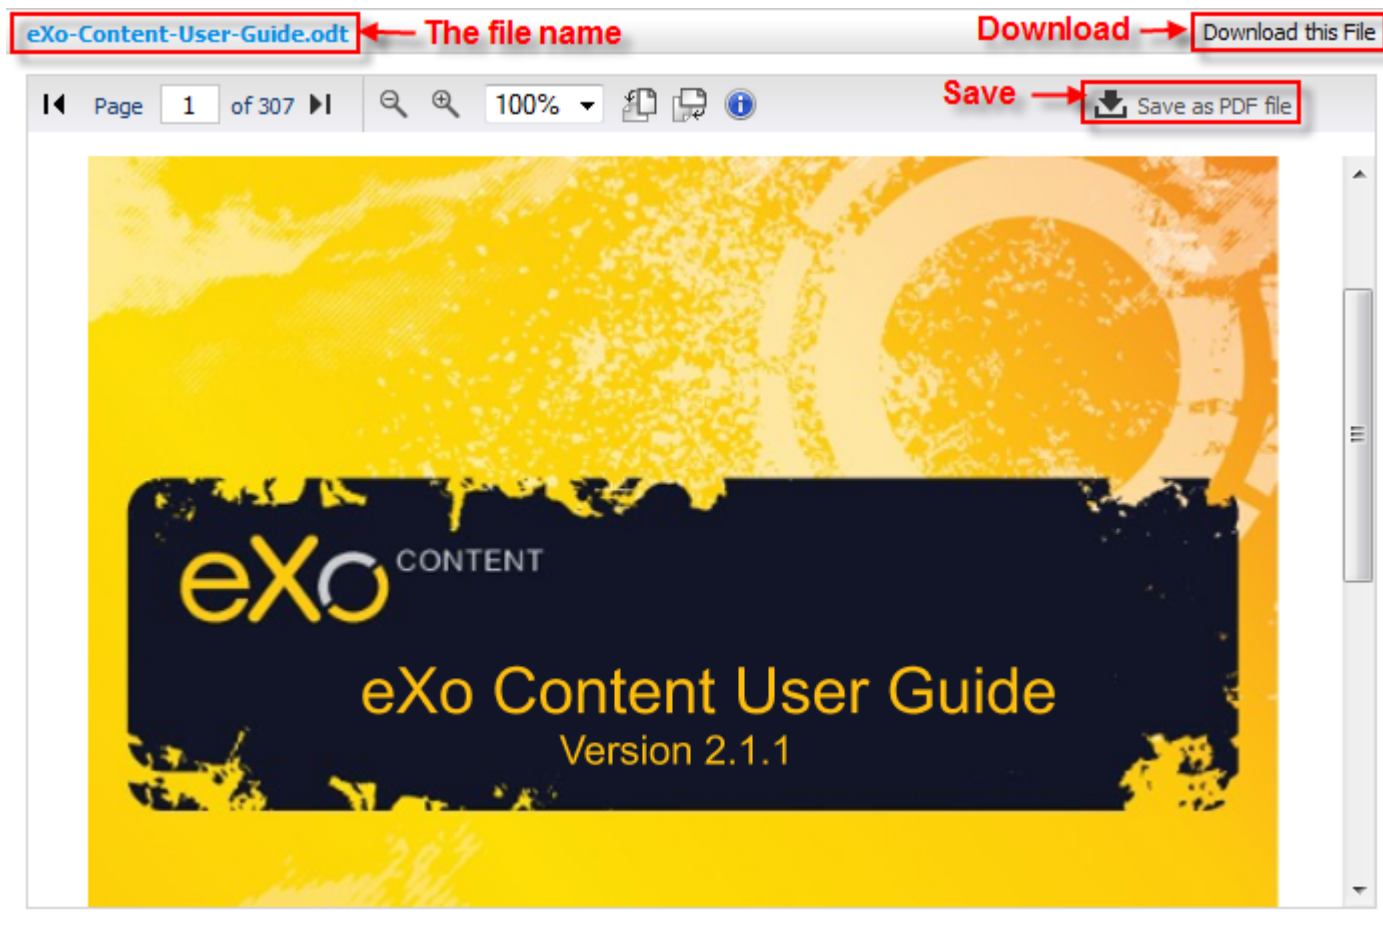 eXo-Content-User-Guide.odt The file name Download Download this File
Page 1 of 307 100% Save Save as PDF file
eXo CONTENT
eXo Content User Guide
Version 2.1.1